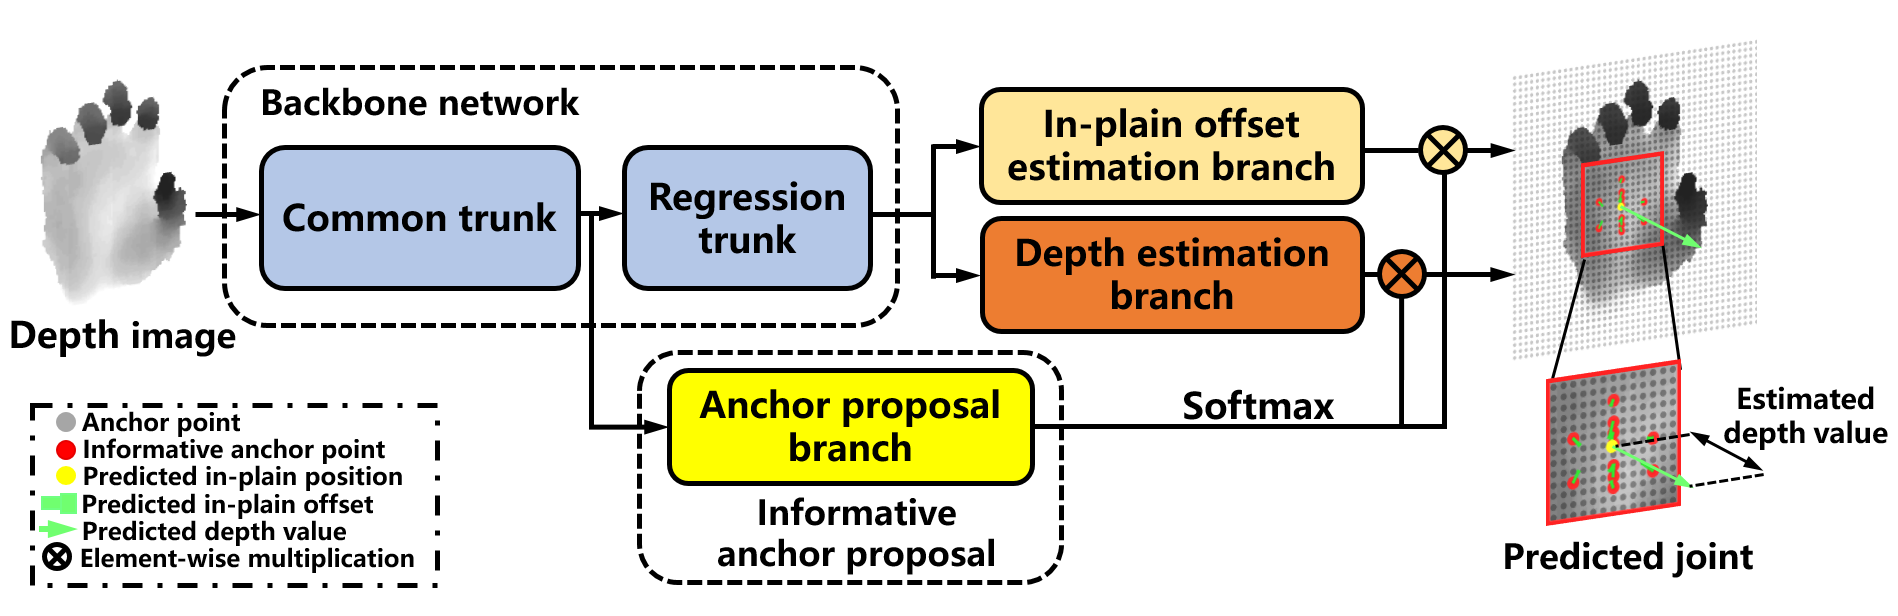 Backbone network
Common trunk
Regression
trunk
In-plain offset
estimation branch
Depth estimation
branch
Depth image
Anchor proposal
branch
Softmax
Informative
anchor proposal
Estimated
depth value
Predicted joint
Anchor point
Informative anchor point
Predicted in-plain position
Predicted in-plain offset
Predicted depth value
Element-wise multiplication